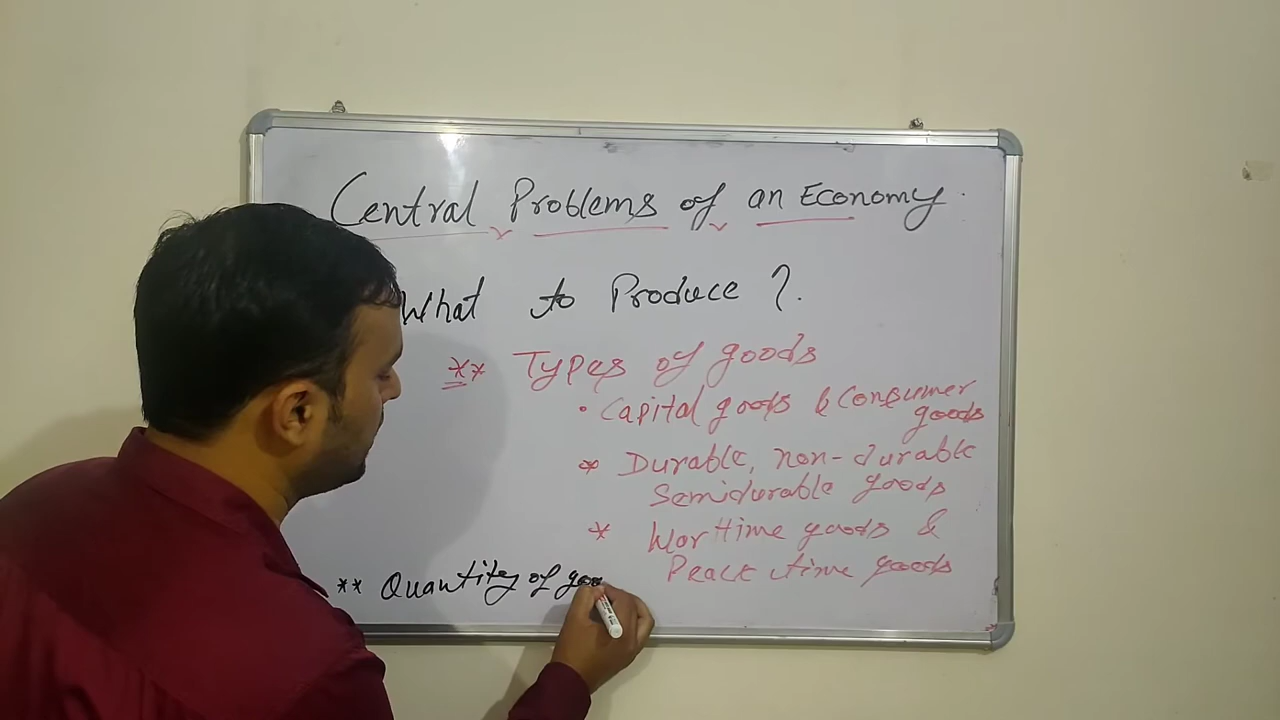 Central Problems of an Economy.
What to Produce ?.
** Types of goods
• Capital goods & Consumer
goods
* Durable, non-durable
Semidurable goods
* War time goods &
Peace time goods
** Quantity of goo